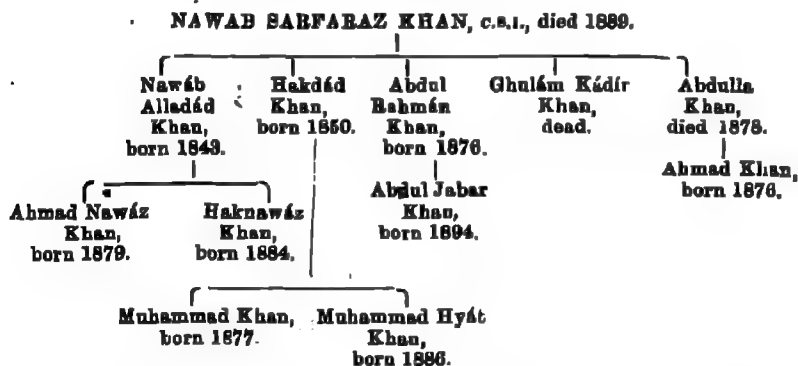 NAWAB SARFARAZ KHAN, C.S.I., died 1889.
Nawáb Alladád Khan, born 1843.
Hakdád Khan, born 1850.
Abdul Rahmán Khan, born 1876.
Ghulám Kádír Khan, dead.
Abdulla Khan, died 1878.
Ahmad Khan, born 1876.
Ahmad Nawáz Khan, born 1879.
Haknawáz Khan, born 1884.
Abdul Jabar Khan, born 1894.
Muhammad Khan, born 1877.
Muhammad Hyát Khan, born 1886.